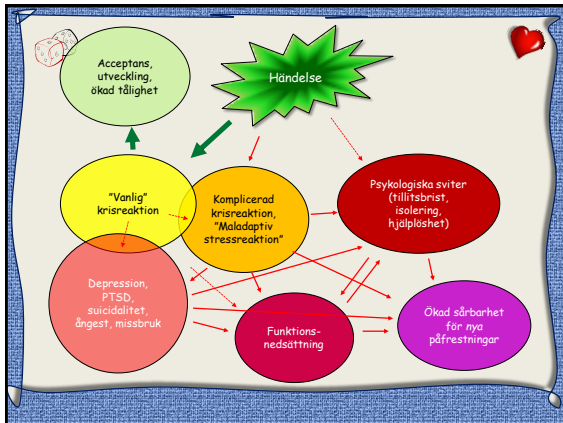 Acceptans,
utveckling,
ökad tålighet
Händelse
"Vanlig"
krisreaktion
Komplicerad
krisreaktion,
"Maladaptiv
stressreaktion"
Psykologiska sviter
(tillitsbrist,
isolering,
hjälplöshet)
Depression,
PTSD,
suicidalitet,
ångest, missbruk
Funktions-
nedsättning
Ökad sårbarhet
för nya
påfrestningar